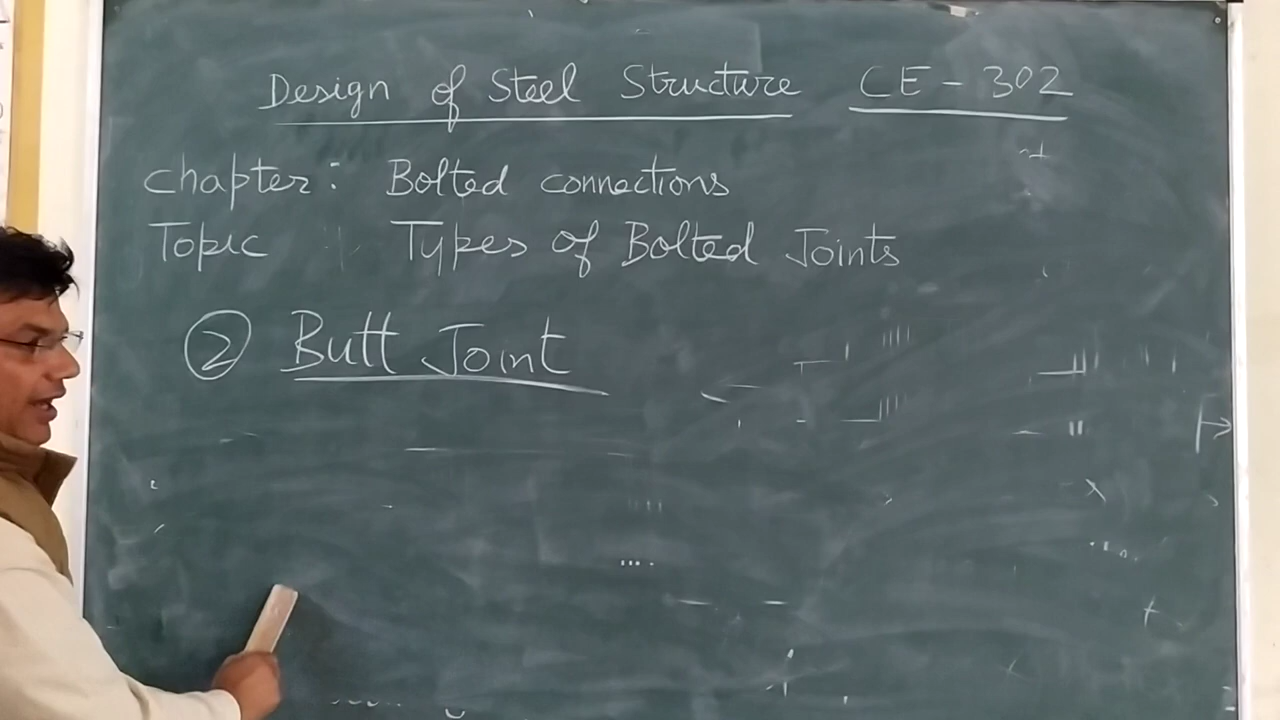 Design of Steel Structure CE-302
Chapter: Bolted connections
Topic Types of Bolted Joints
② Butt Joint